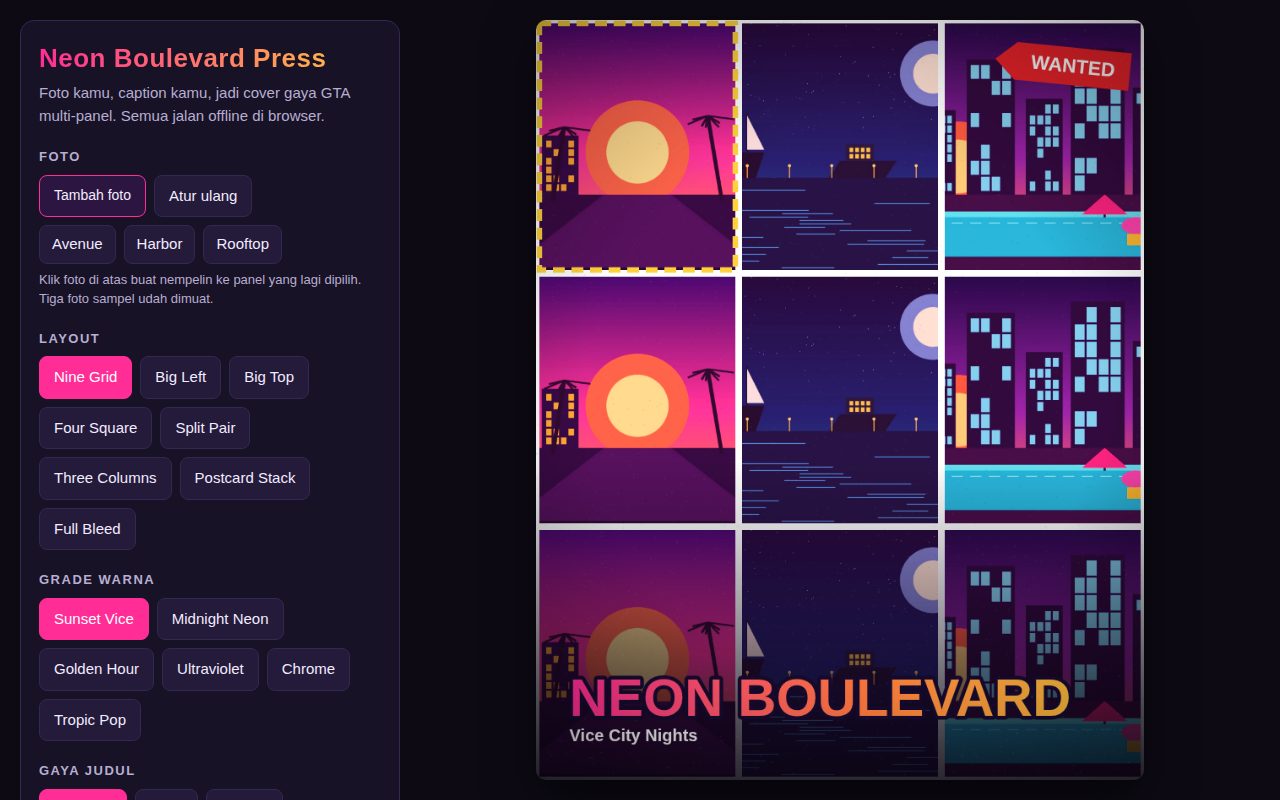 Neon Boulevard Press
Foto kamu, caption kamu, jadi cover gaya GTA
multi-panel. Semua jalan offline di browser.
FOTO
Tambah foto
Atur ulang
Avenue
Harbor
Rooftop
Klik foto di atas buat nempelin ke panel yang lagi dipilih.
Tiga foto sampel udah dimuat.
LAYOUT
Nine Grid
Big Left
Big Top
Four Square
Split Pair
Three Columns
Postcard Stack
Full Bleed
GRADE WARNA
Sunset Vice
Midnight Neon
Golden Hour
Ultraviolet
Chrome
Tropic Pop
GAYA JUDUL
WANTED
NEON BOULEVARD
Vice City Nights